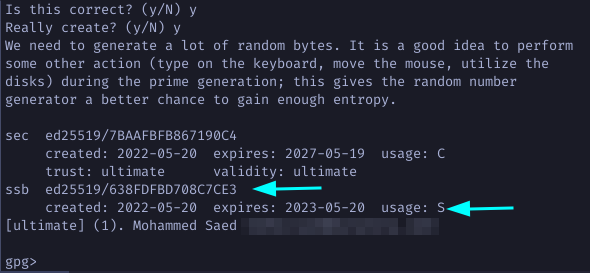 Is this correct? (y/N) y
Really create? (y/N) y
We need to generate a lot of random bytes. It is a good idea to perform
some other action (type on the keyboard, move the mouse, utilize the
disks) during the prime generation; this gives the random number
generator a better chance to gain enough entropy.
sec  ed25519/7BAAFBFB867190C4
     created: 2022-05-20  expires: 2027-05-19  usage: C
     trust: ultimate      validity: ultimate
ssb  ed25519/638FDFBD708C7CE3
     created: 2022-05-20  expires: 2023-05-20  usage: S
[ultimate] (1). Mohammed Saed
gpg>